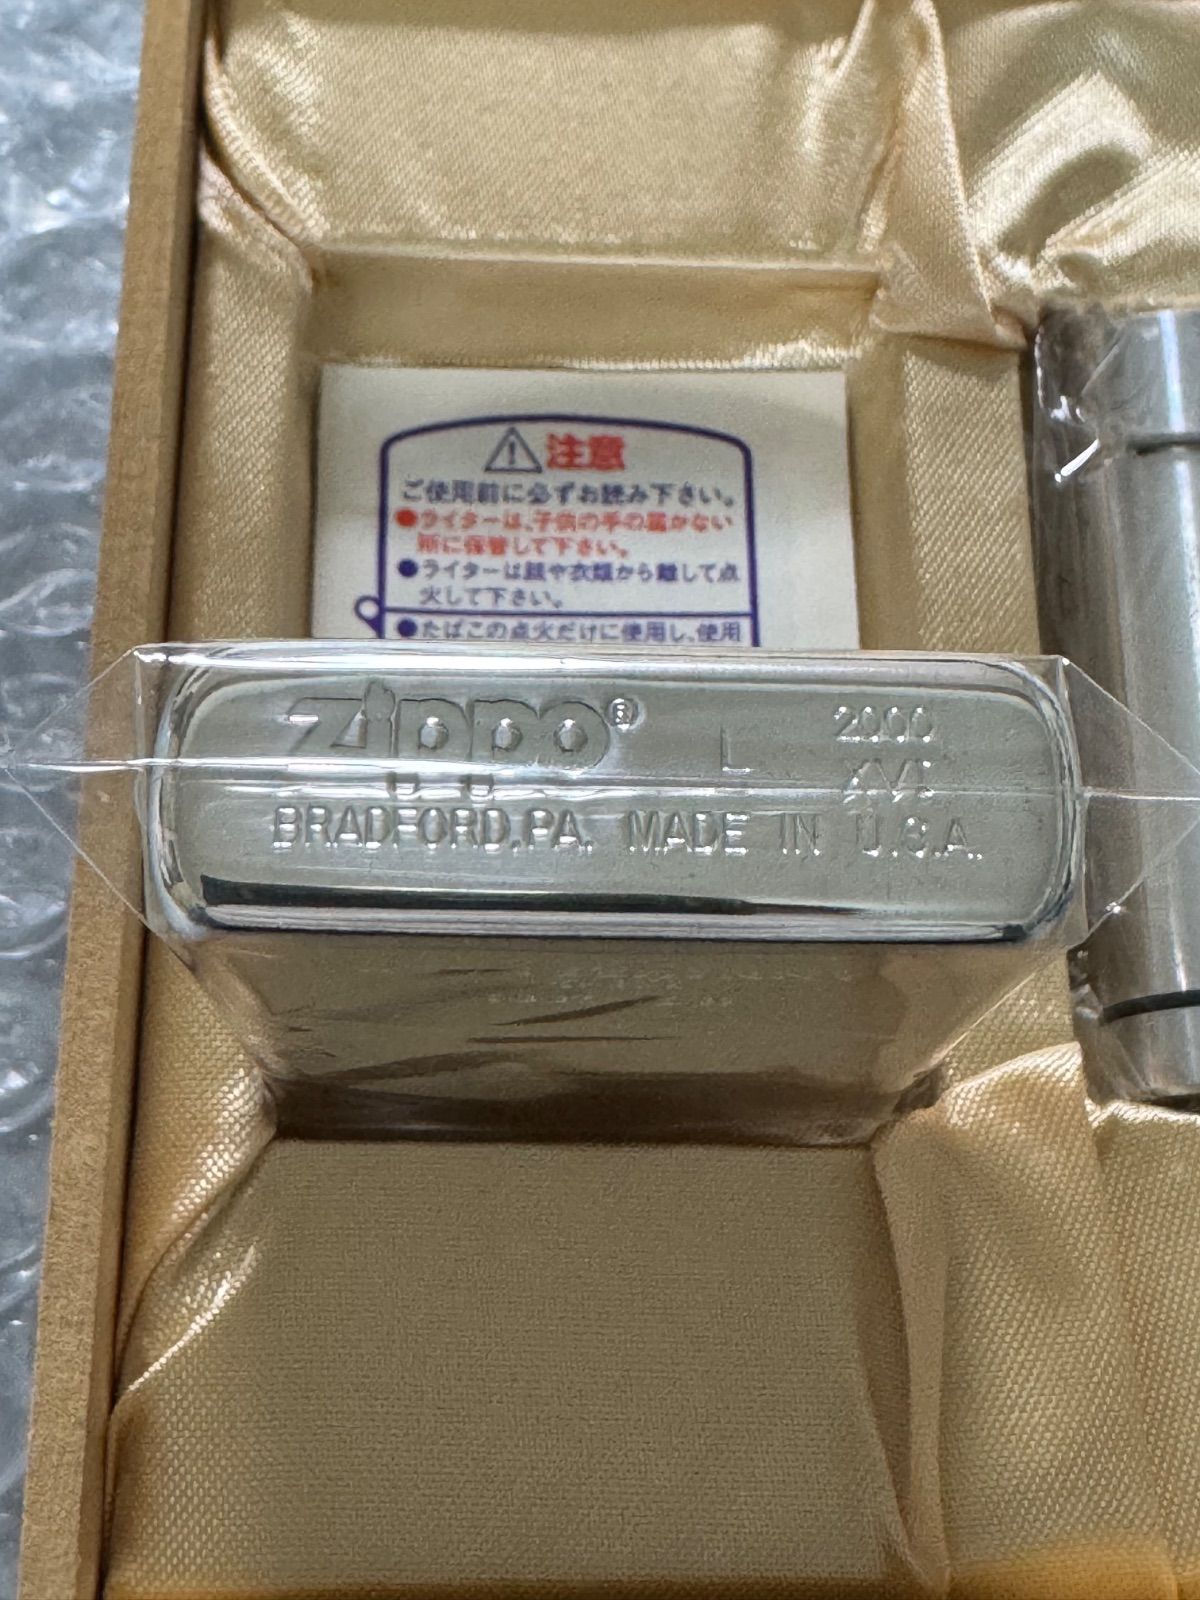 注意
ご使用前に必ずお読み下さい。
●ライターは、子供の手の届かない
所に保管して下さい。
●ライターは顔や衣類から離して点
火して下さい。
●たばこの点火だけに使用し、使用
zippo® L 2000
XVI
BRADFORD,PA. MADE IN U.S.A.